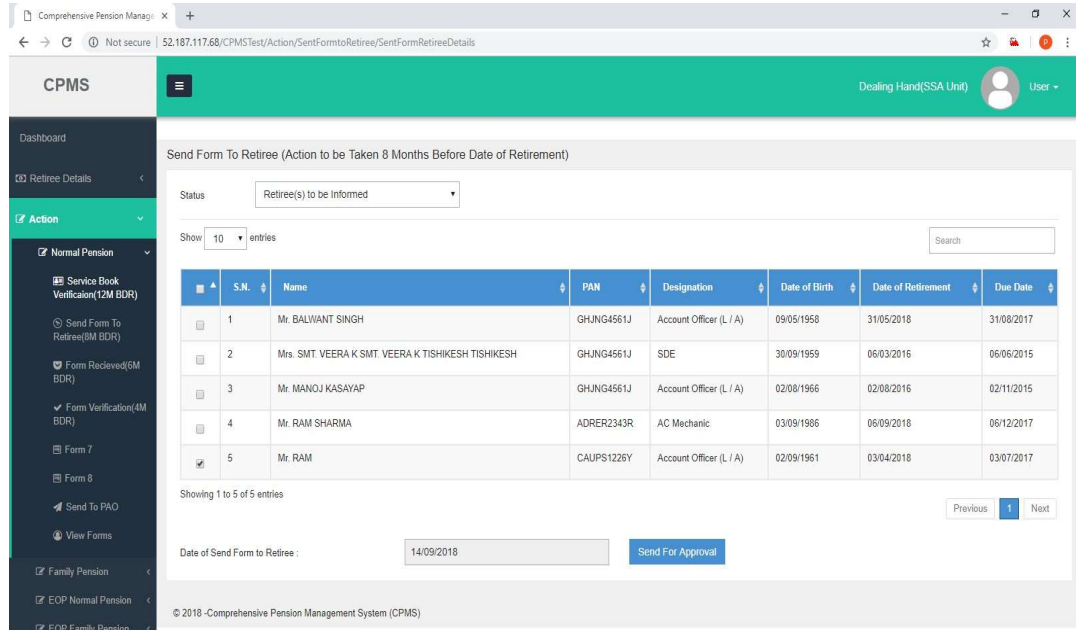 Comprehensive Pension Manage
Not secure | 52.187.117.68/CPMSTest/Action/SentFormtoRetiree/SentFormRetireeDetails
CPMS
Dealing Hand(SSA Unit)
User
Dashboard
Retiree Details
Action
Normal Pension
Service Book
Verificaion(12M BDR)
Send Form To
Retiree(8M BDR)
Form Recieved(6M
BDR)
Form Verification(4M
BDR)
Form 7
Form 8
Send To PAO
View Forms
Family Pension
EOP Normal Pension
EOP Family Pension
Send Form To Retiree (Action to be Taken 8 Months Before Date of Retirement)
Status Retiree(s) to be Informed
Show 10 entries Search
S.N. Name PAN Designation Date of Birth Date of Retirement Due Date
1 Mr. BALWANT SINGH GHJNG4561J Account Officer (L / A) 09/05/1958 31/05/2018 31/08/2017
2 Mrs. SMT. VEERA K SMT. VEERA K TISHIKESH TISHIKESH GHJNG4561J SDE 30/09/1959 06/03/2016 06/06/2015
3 Mr. MANOJ KASAYAP GHJNG4561J Account Officer (L / A) 02/08/1966 02/08/2016 02/11/2015
4 Mr. RAM SHARMA ADRER2343R AC Mechanic 03/09/1986 06/09/2018 06/12/2017
5 Mr. RAM CAUPS1226Y Account Officer (L / A) 02/09/1961 03/04/2018 03/07/2017
Showing 1 to 5 of 5 entries
Previous 1 Next
Date of Send Form to Retiree : 14/09/2018 Send For Approval
© 2018 -Comprehensive Pension Management System (CPMS)